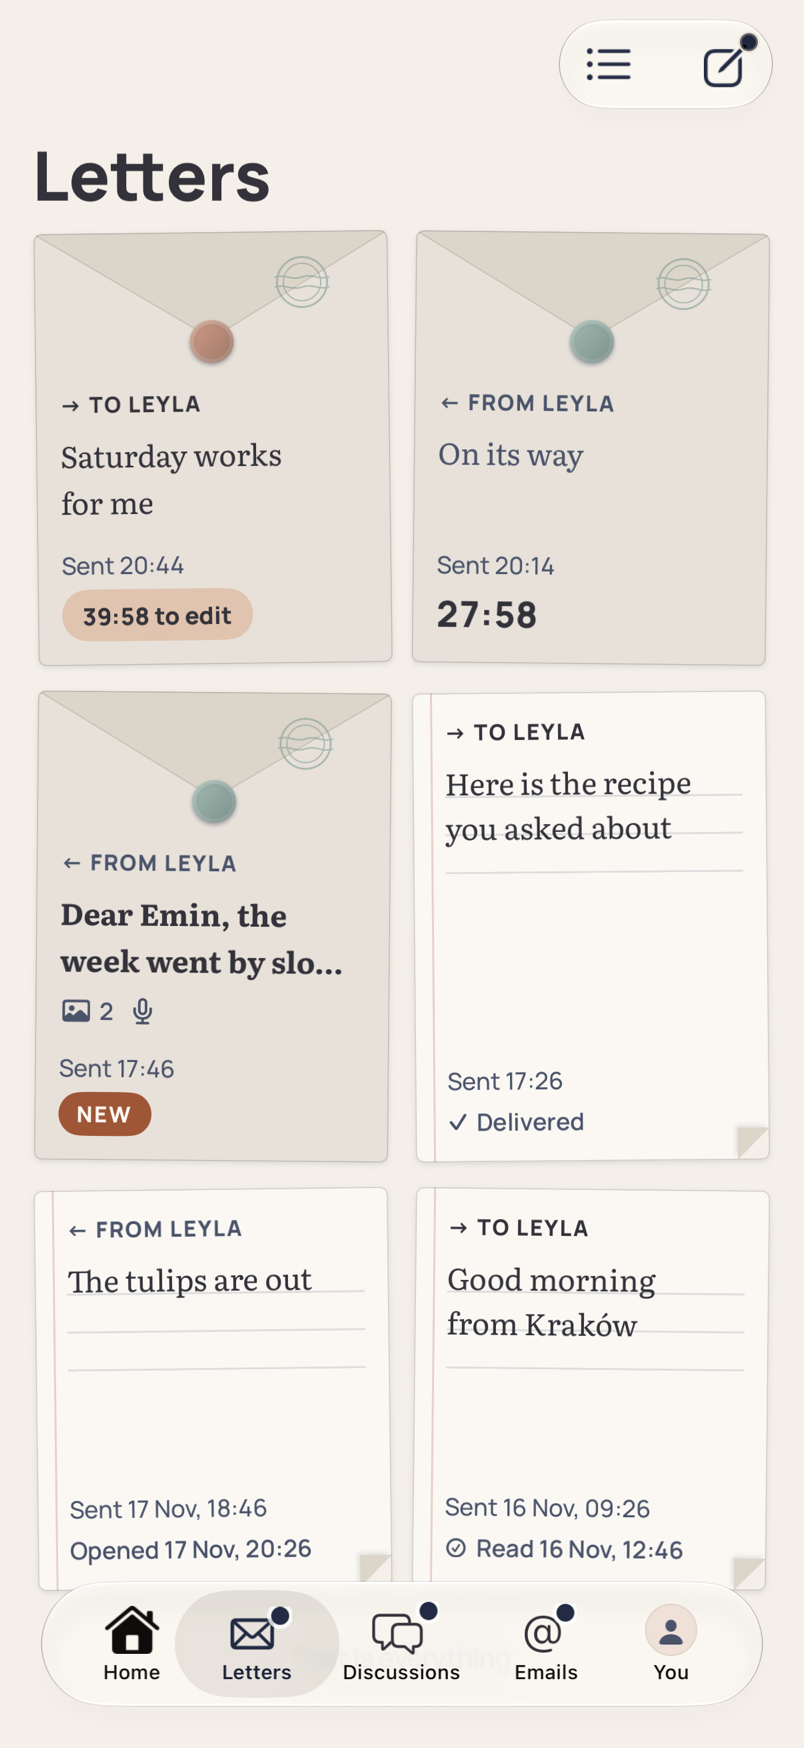 Letters
→ TO LEYLA
Saturday works
for me
Sent 20:44
39:58 to edit
← FROM LEYLA
On its way
Sent 20:14
27:58
← FROM LEYLA
Dear Emin, the
week went by slo...
2
Sent 17:46
NEW
→ TO LEYLA
Here is the recipe
you asked about
Sent 17:26
Delivered
← FROM LEYLA
The tulips are out
Sent 17 Nov, 18:46
Opened 17 Nov, 20:26
→ TO LEYLA
Good morning
from Kraków
Sent 16 Nov, 09:26
Read 16 Nov, 12:46
is everything
Home
Letters
Discussions
Emails
You